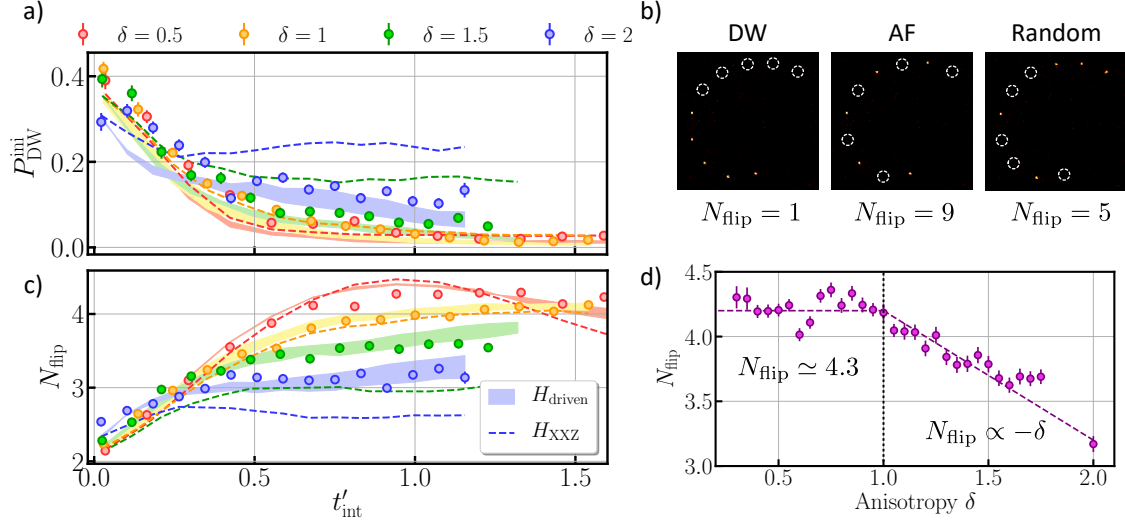 a)
δ = 0.5
δ = 1
δ = 1.5
δ = 2
0.4
0.2
0.0
P_DW^ini
c)
4
3
2
N_flip
H_driven
H_XXZ
0.0
0.5
1.0
1.5
t'_int
b)
DW
AF
Random
N_flip = 1
N_flip = 9
N_flip = 5
d)
4.5
4.0
3.5
3.0
N_flip
N_flip ≃ 4.3
N_flip ∝ −δ
0.5
1.0
1.5
2.0
Anisotropy δ